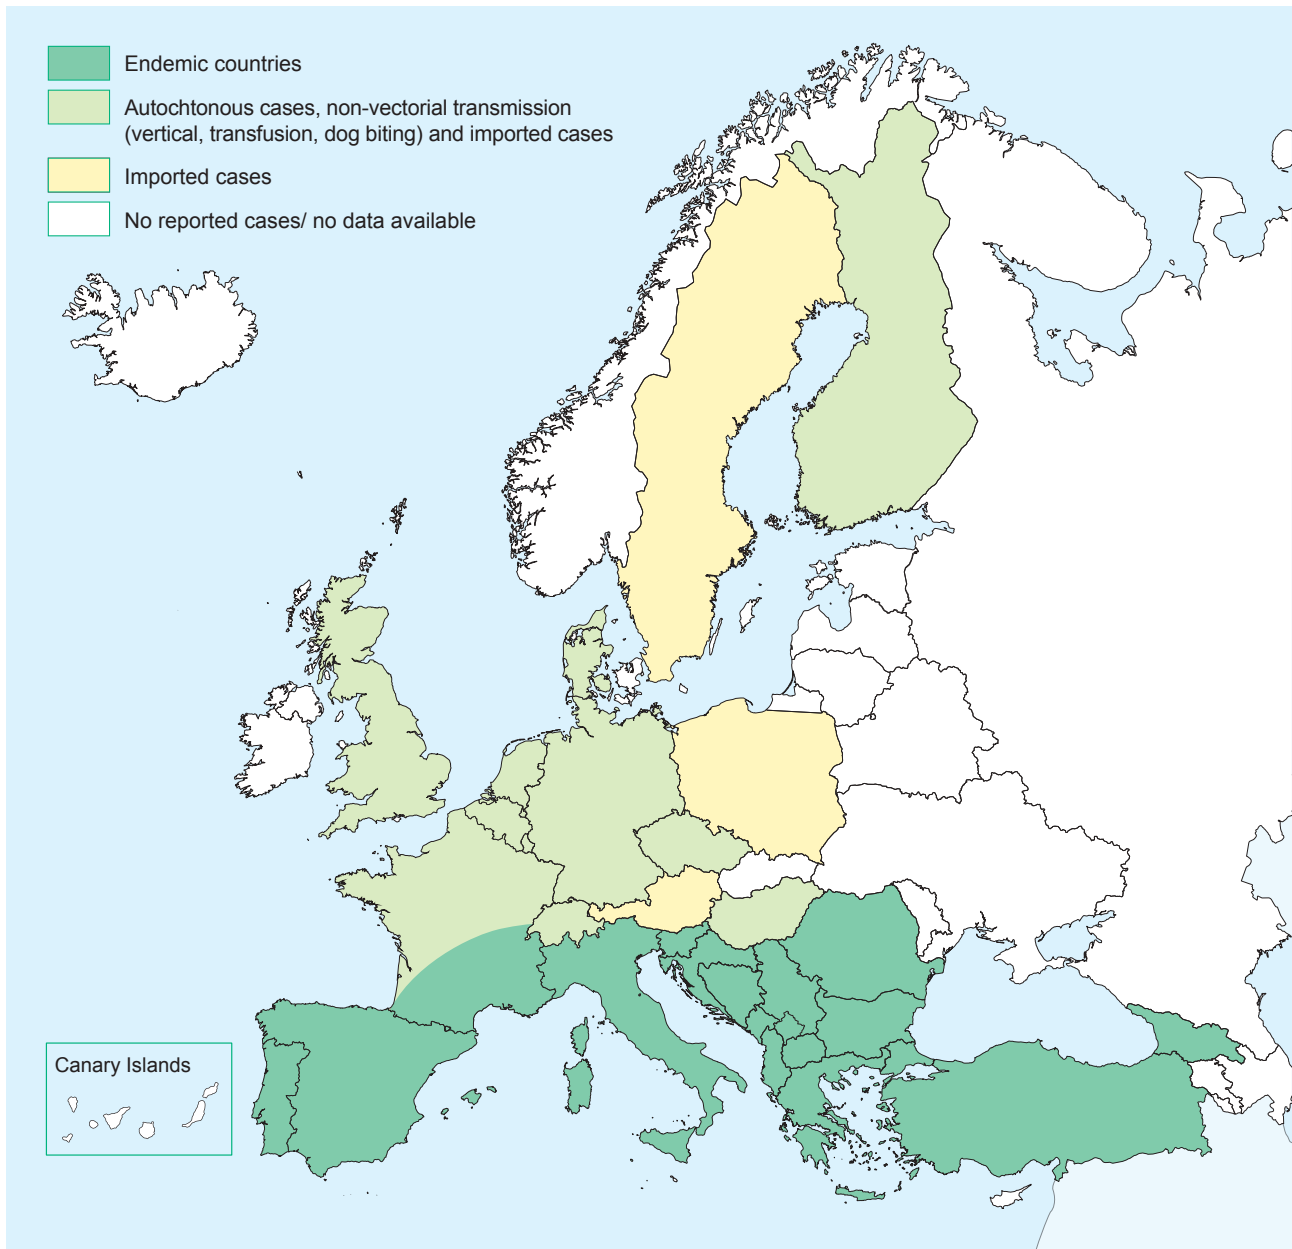 Endemic countries
Autochtonous cases, non-vectorial transmission
(vertical, transfusion, dog biting) and imported cases
Imported cases
No reported cases/ no data available
Canary Islands